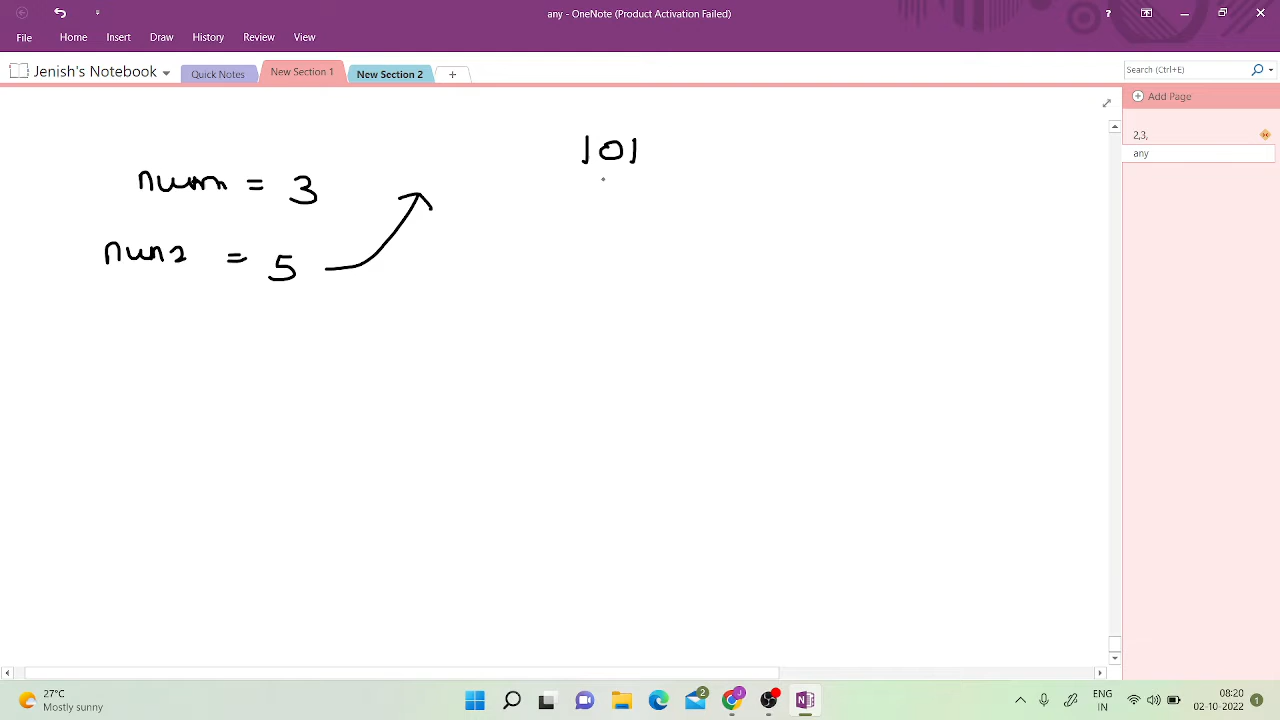 any - OneNote (Product Activation Failed)
?
File Home Insert Draw History Review View
Jenish's Notebook Quick Notes New Section 1 New Section 2 +
Search (Ctrl+E)
Add Page
2,3,
any
101
num = 3
num2 = 5
27°C
Mostly sunny
2
J
N
ENG
IN
08:20
02-10-2022
1